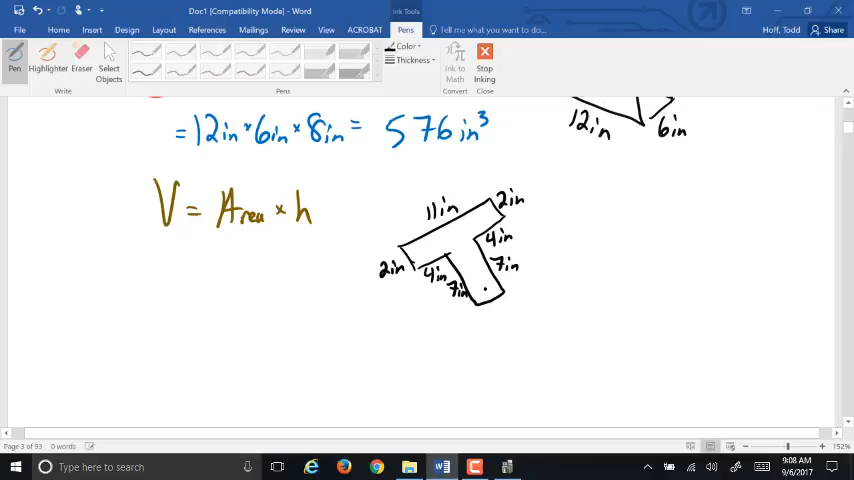 Doc1 [Compatibility Mode] - Word
Ink Tools
File Home Insert Design Layout References Mailings Review View ACROBAT Pens Tell me what you want to do... Hoff, Todd Share
Pen Highlighter Eraser Select Objects
Color
Thickness
Ink to Math
Stop Inking
Write Pens Convert Close
12in 6in
= 12in × 6in × 8in = 576 in³
V = Area × h
11in 2in
4in
2in 4in 7in
7in
Page 3 of 93 0 words 152%
Type here to search
9:08 AM
9/6/2017